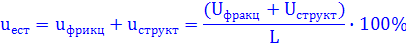 uест = uфрикц + uструкт = (Uфракц + Uструкт) / L · 100%